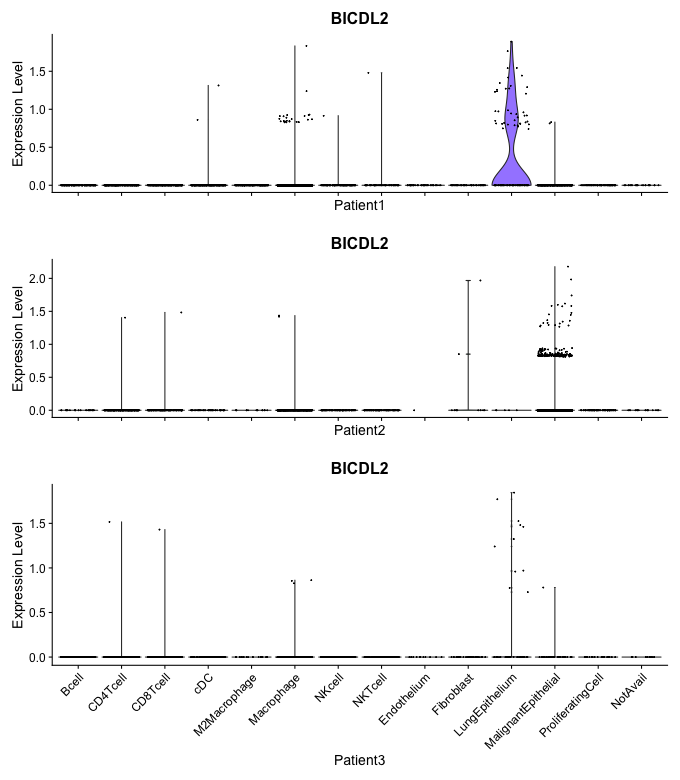 BICDL2
Expression Level
1.5
1.0
0.5
0.0
Patient1
BICDL2
Expression Level
2.0
1.5
1.0
0.5
0.0
Patient2
BICDL2
Expression Level
1.5
1.0
0.5
0.0
Bcell
CD4Tcell
CD8Tcell
cDC
M2Macrophage
Macrophage
NKcell
NKTcell
Endothelium
Fibroblast
LungEpithelium
MalignantEpithelial
ProliferatingCell
NotAvail
Patient3